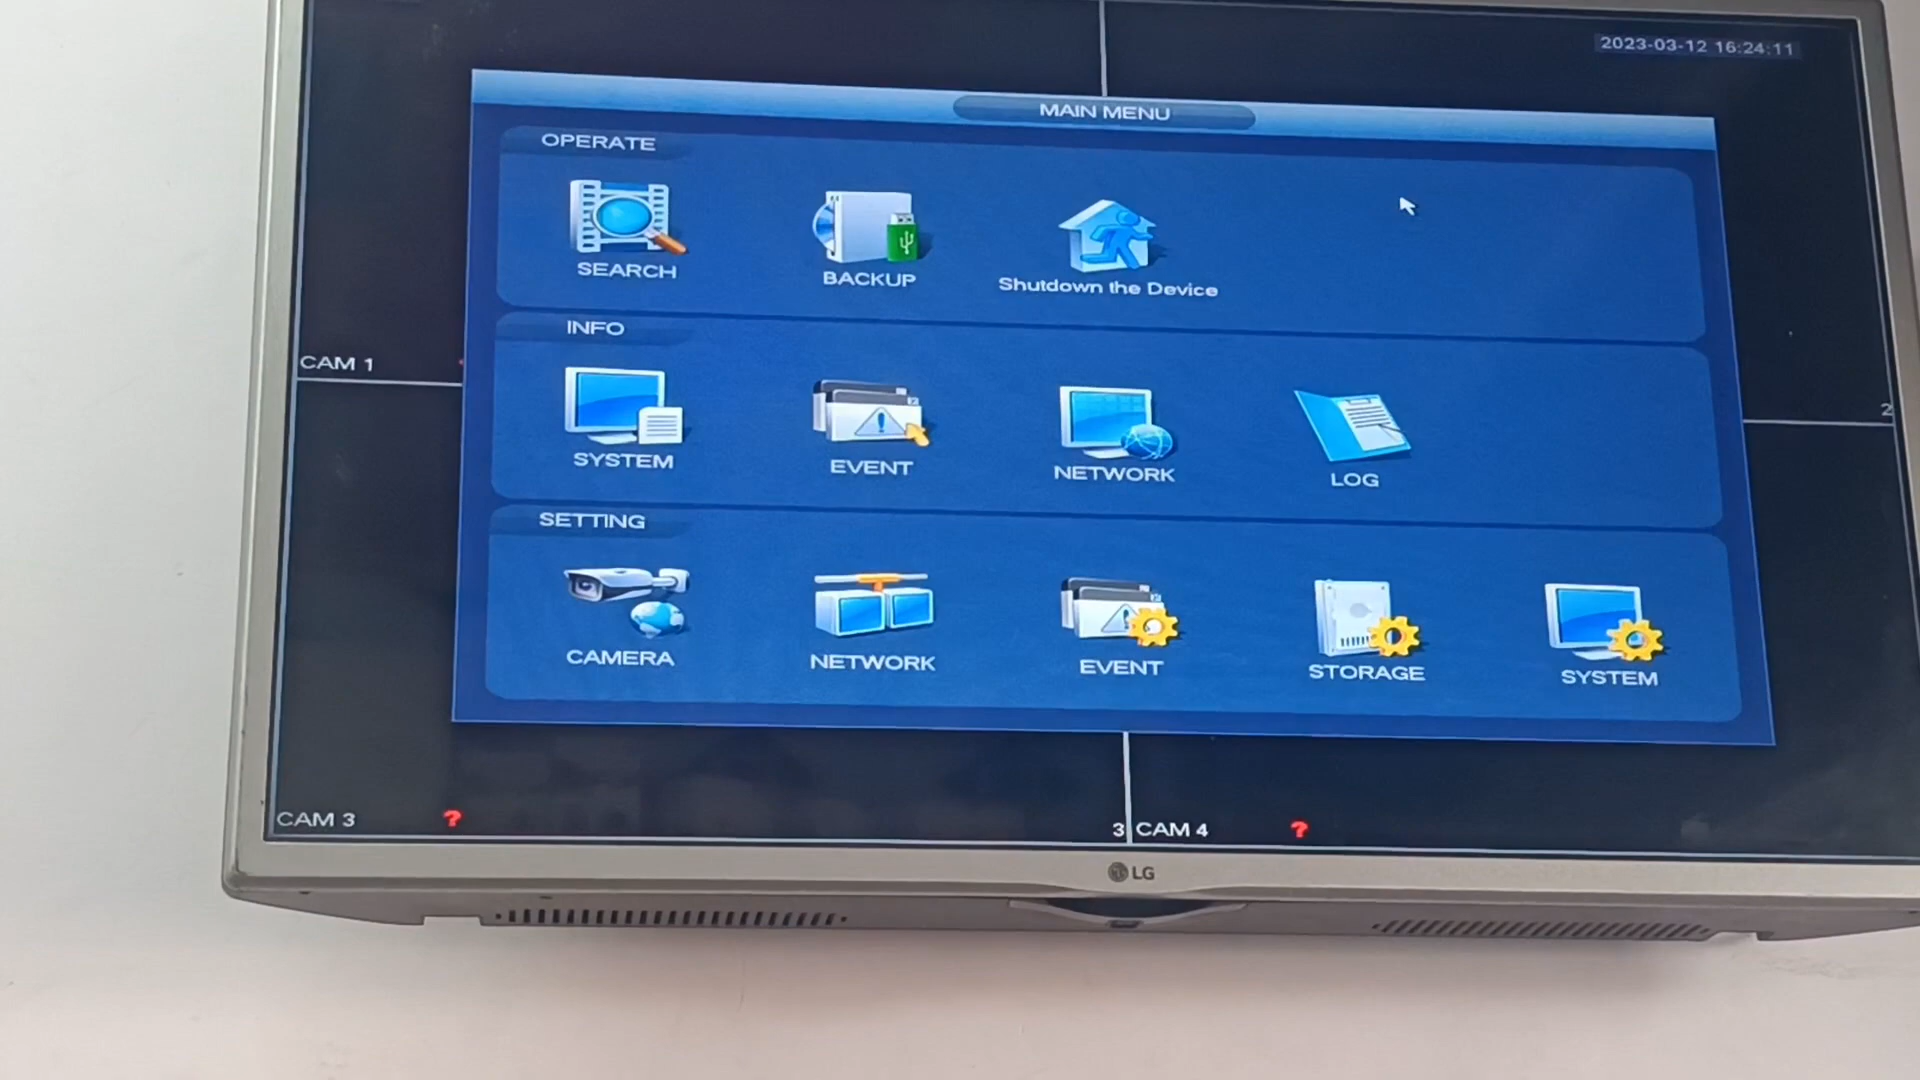 2023-03-12 16:24:11
MAIN MENU
OPERATE
SEARCH
BACKUP
Shutdown the Device
INFO
CAM 1
2
SYSTEM
EVENT
NETWORK
LOG
SETTING
CAMERA
NETWORK
EVENT
STORAGE
SYSTEM
CAM 3
?
3
CAM 4
?
LG